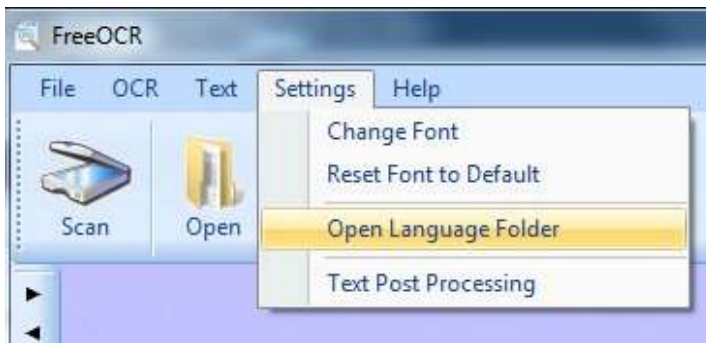 FreeOCR
File OCR Text Settings Help
Change Font
Reset Font to Default
Scan Open Open Language Folder
Text Post Processing